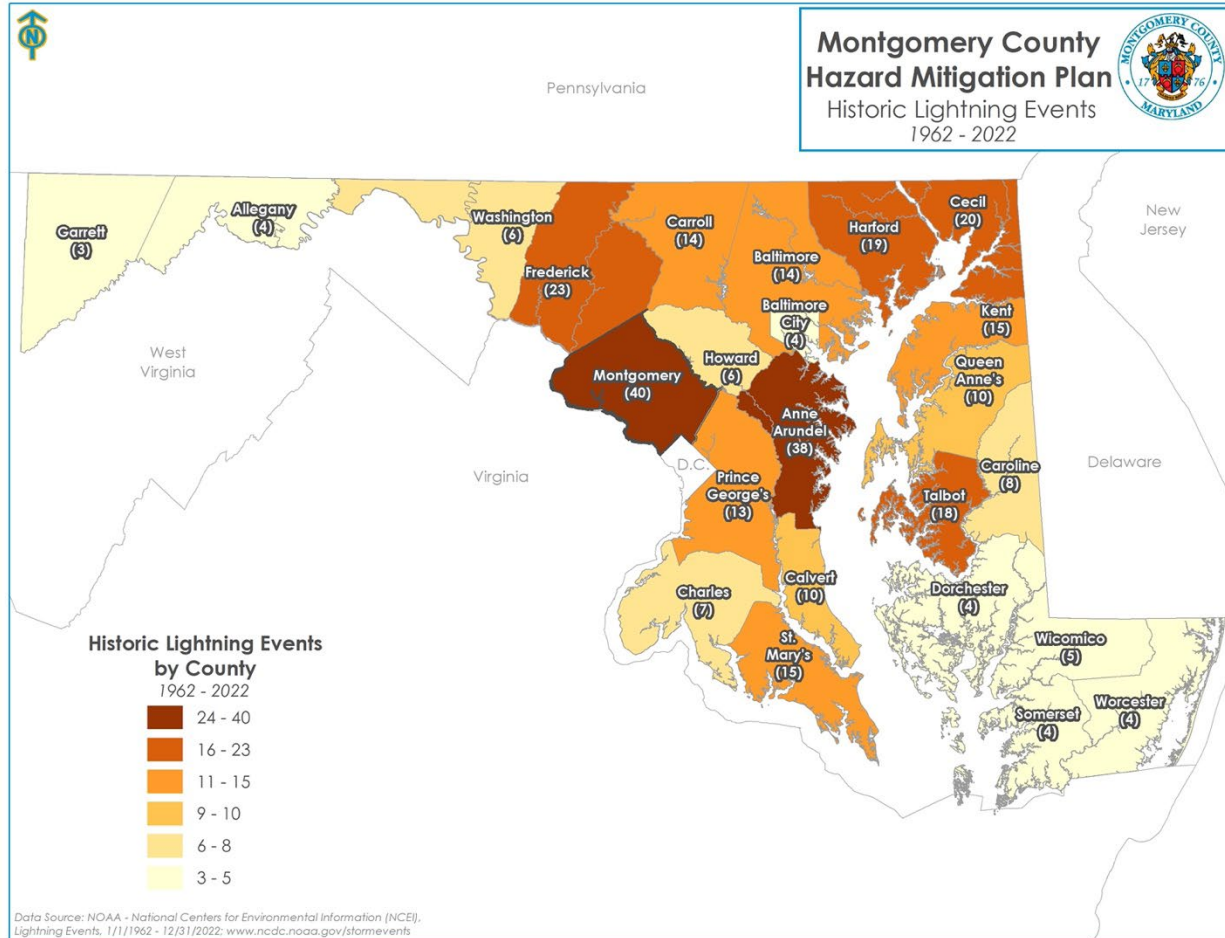 N
Montgomery County
Hazard Mitigation Plan
Historic Lightning Events
1962 - 2022
MONTGOMERY COUNTY
17 76
MARYLAND
Pennsylvania
New
Jersey
West
Virginia
Virginia
D.C.
Delaware
Garrett
(3)
Allegany
(4)
Washington
(6)
Frederick
(23)
Carroll
(14)
Baltimore
(14)
Baltimore
City
(4)
Harford
(19)
Cecil
(20)
Kent
(15)
Queen
Anne's
(10)
Howard
(6)
Montgomery
(40)
Anne
Arundel
(38)
Prince
George's
(13)
Talbot
(18)
Caroline
(8)
Charles
(7)
Calvert
(10)
St.
Mary's
(15)
Dorchester
(4)
Wicomico
(5)
Somerset
(4)
Worcester
(4)
Historic Lightning Events
by County
1962 - 2022
24 - 40
16 - 23
11 - 15
9 - 10
6 - 8
3 - 5
Data Source: NOAA - National Centers for Environmental Information (NCEI),
Lightning Events, 1/1/1962 - 12/31/2022; www.ncdc.noaa.gov/stormevents